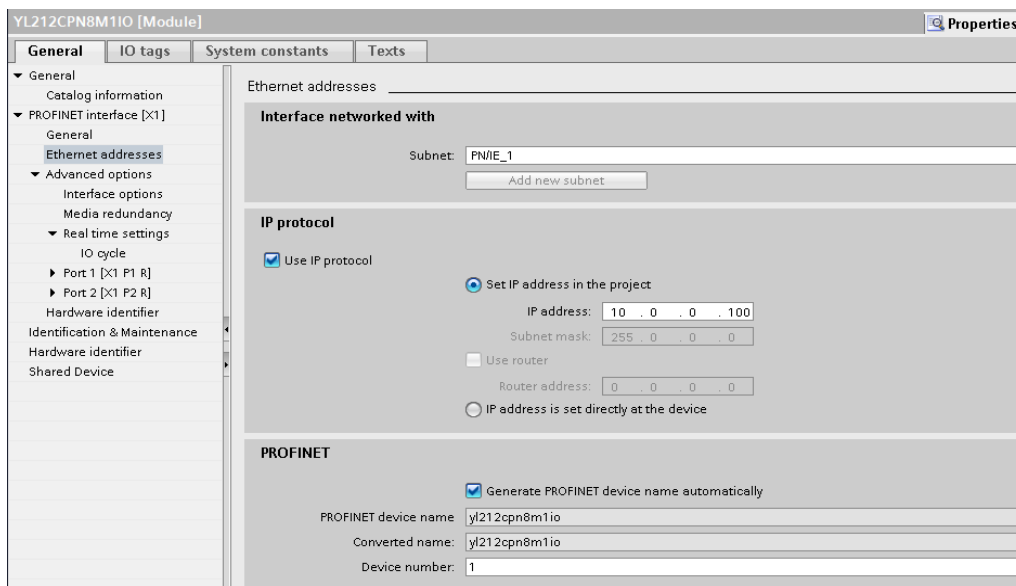 YL212CPN8M1IO [Module]
Properties
General
IO tags
System constants
Texts
General
Catalog information
PROFINET interface [X1]
General
Ethernet addresses
Advanced options
Interface options
Media redundancy
Real time settings
IO cycle
Port 1 [X1 P1 R]
Port 2 [X1 P2 R]
Hardware identifier
Identification & Maintenance
Hardware identifier
Shared Device
Ethernet addresses
Interface networked with
Subnet: PN/IE_1
Add new subnet
IP protocol
Use IP protocol
Set IP address in the project
IP address: 10 . 0 . 0 . 100
Subnet mask: 255 . 0 . 0 . 0
Use router
Router address: 0 . 0 . 0 . 0
IP address is set directly at the device
PROFINET
Generate PROFINET device name automatically
PROFINET device name yl212cpn8m1io
Converted name: yl212cpn8m1io
Device number: 1